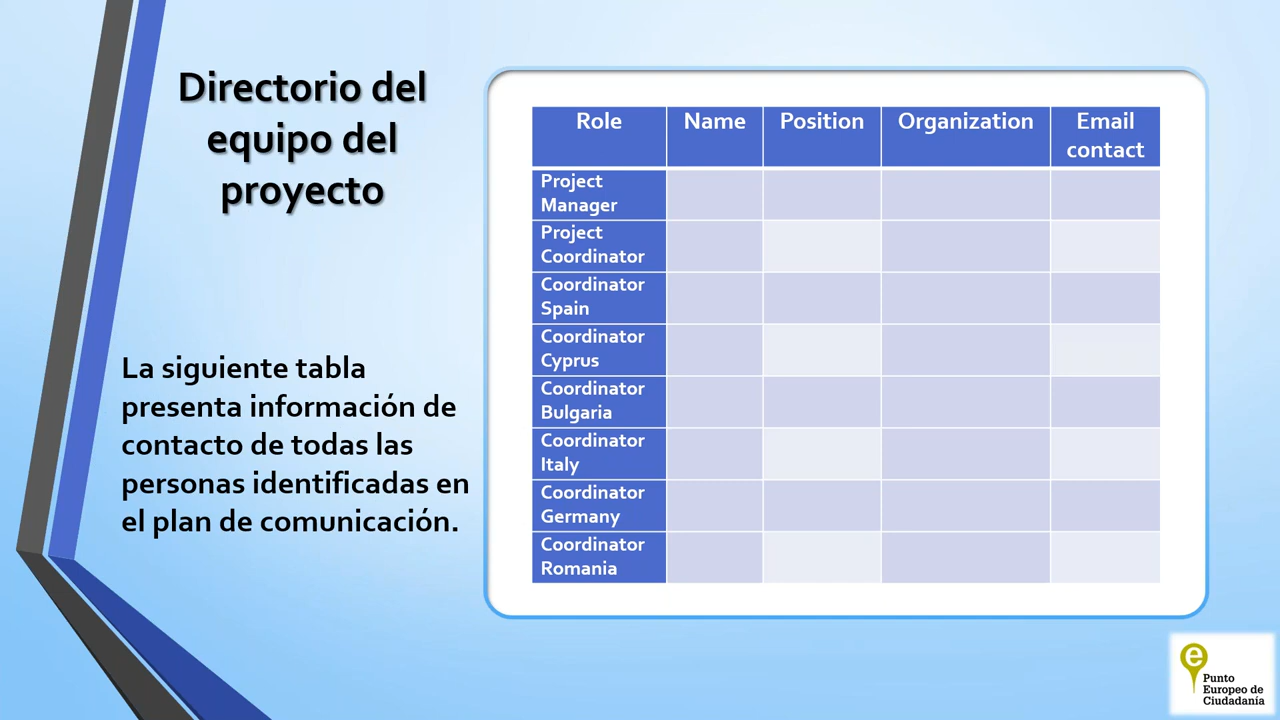 Directorio del
equipo del
proyecto
La siguiente tabla
presenta información de
contacto de todas las
personas identificadas en
el plan de comunicación.
Role Name Position Organization Email
contact
Project
Manager
Project
Coordinator
Coordinator
Spain
Coordinator
Cyprus
Coordinator
Bulgaria
Coordinator
Italy
Coordinator
Germany
Coordinator
Romania
e
Punto
Europeo de
Ciudadanía